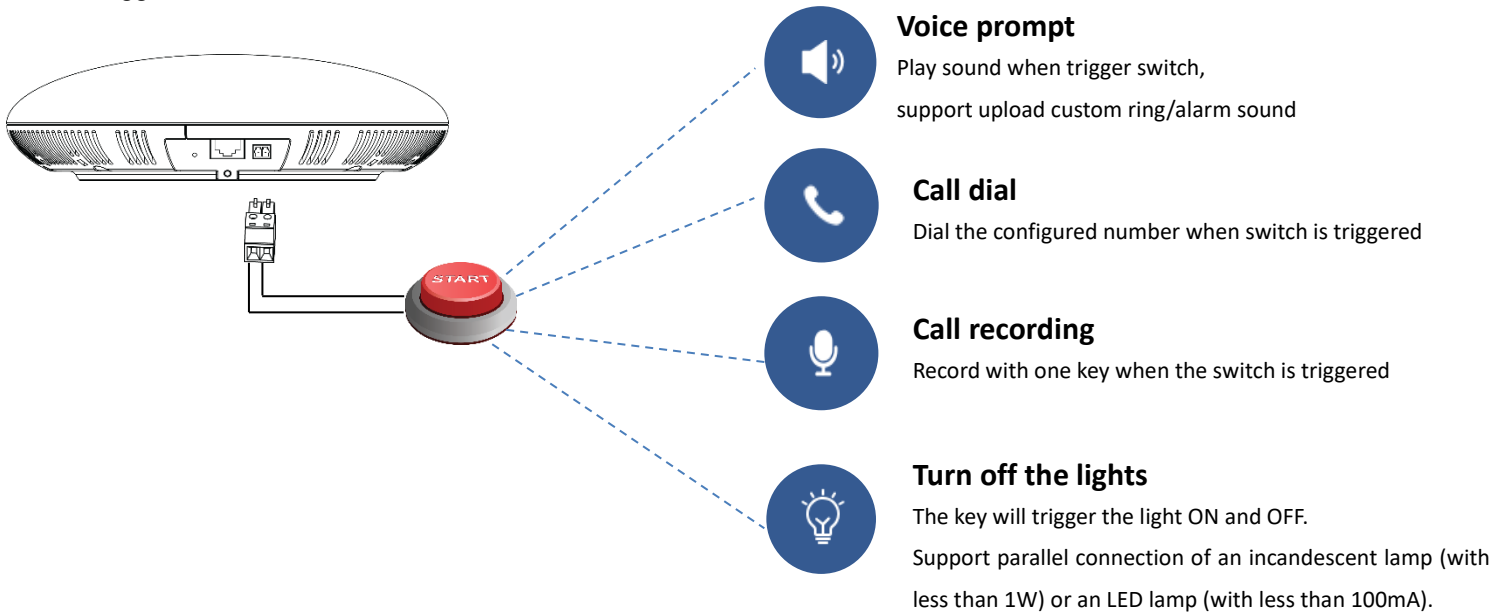 START
Voice prompt
Play sound when trigger switch,
support upload custom ring/alarm sound
Call dial
Dial the configured number when switch is triggered
Call recording
Record with one key when the switch is triggered
Turn off the lights
The key will trigger the light ON and OFF.
Support parallel connection of an incandescent lamp (with
less than 1W) or an LED lamp (with less than 100mA).